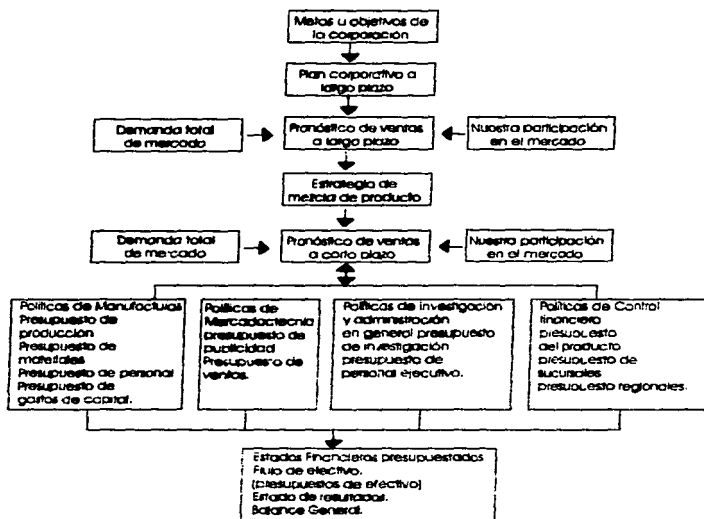 Metas u objetivos de
la corporación
Plan corporativo a
largo plazo
Demanda total
de mercado
Pronóstico de ventas
a largo plazo
Nuestra participación
en el mercado
Estrategia de
mezcla de producto
Demanda total
de mercado
Pronóstico de ventas
a corto plazo
Nuestra participación
en el mercado
Políticas de Manufacturas
Presupuesto de
producción
Presupuesto de
materiales
Presupuesto de personal
Presupuesto de
gastos de capital.
Políticas de
Mercadoctecnia
presupuesto de
publicidad
Presupuesto de
ventas.
Políticas de investigación
y administración
en general presupuesto
de investigación
presupuesto de
personal ejecutivo.
Políticas de Control
financiero
presupuesto
del producto
presupuesto de
sucursales
presupuesto regionales.
Estados Financieros presupuestados
Flujo de efectivo.
(presupuestos de efectivo)
Estado de resultados.
Balance General.